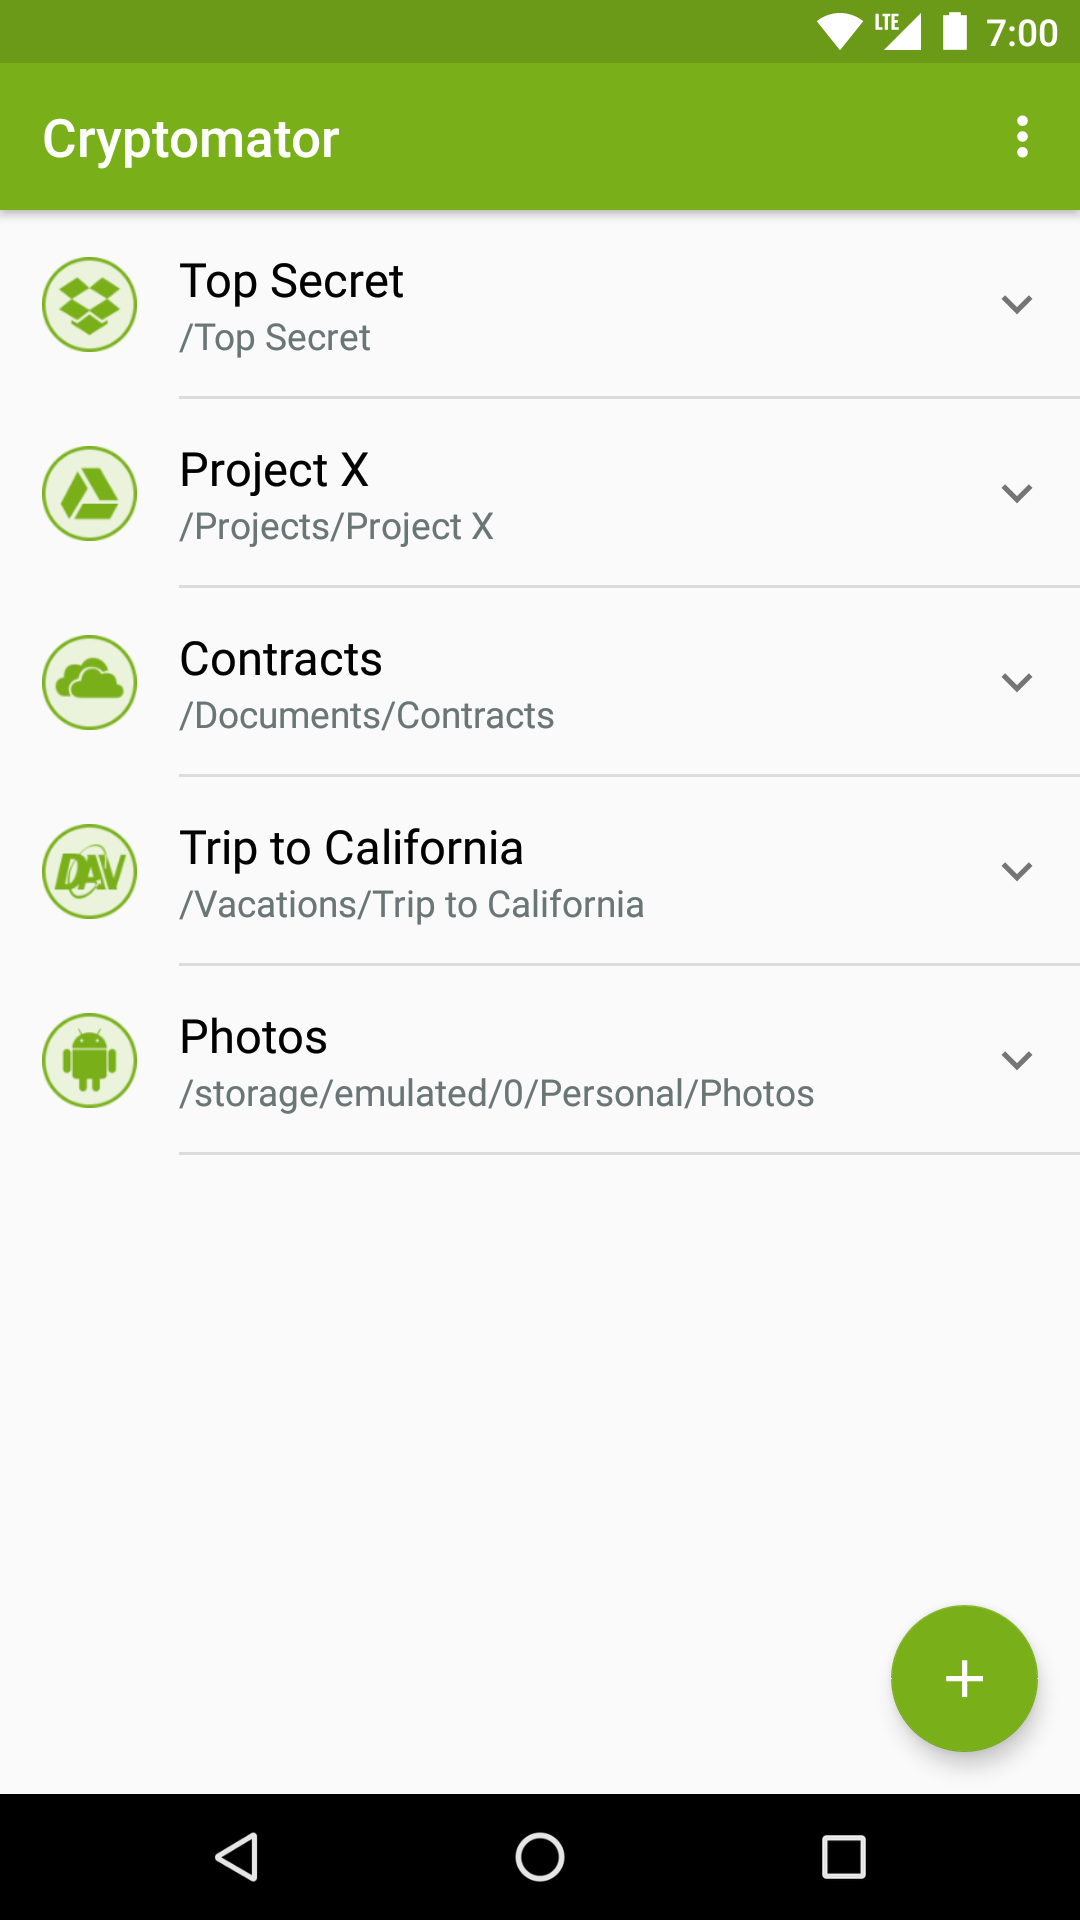 LTE 7:00
Cryptomator
Top Secret
/Top Secret
Project X
/Projects/Project X
Contracts
/Documents/Contracts
DAV
Trip to California
/Vacations/Trip to California
Photos
/storage/emulated/0/Personal/Photos